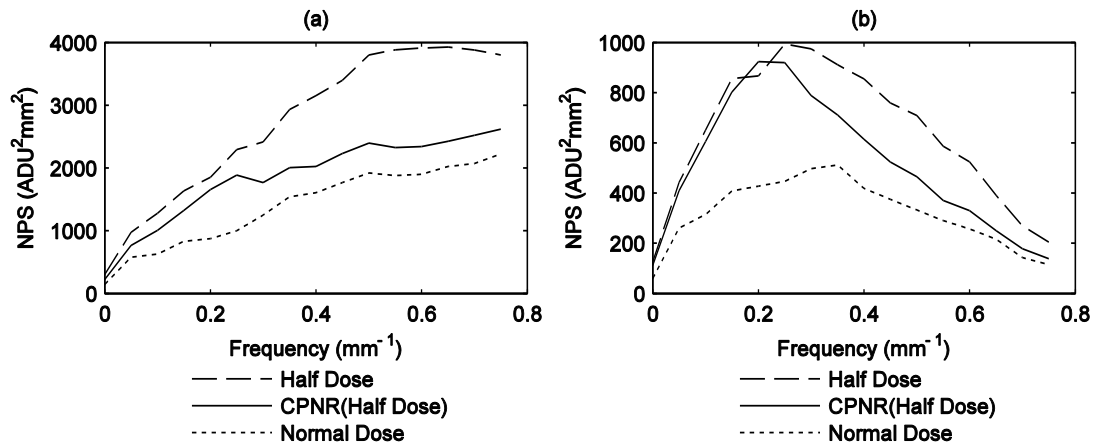 (a)
4000
3000
2000
1000
0
NPS (ADU²mm²)
0 0.2 0.4 0.6 0.8
Frequency (mm⁻¹)
Half Dose
CPNR(Half Dose)
Normal Dose
(b)
1000
800
600
400
200
0
NPS (ADU²mm²)
0 0.2 0.4 0.6 0.8
Frequency (mm⁻¹)
Half Dose
CPNR(Half Dose)
Normal Dose